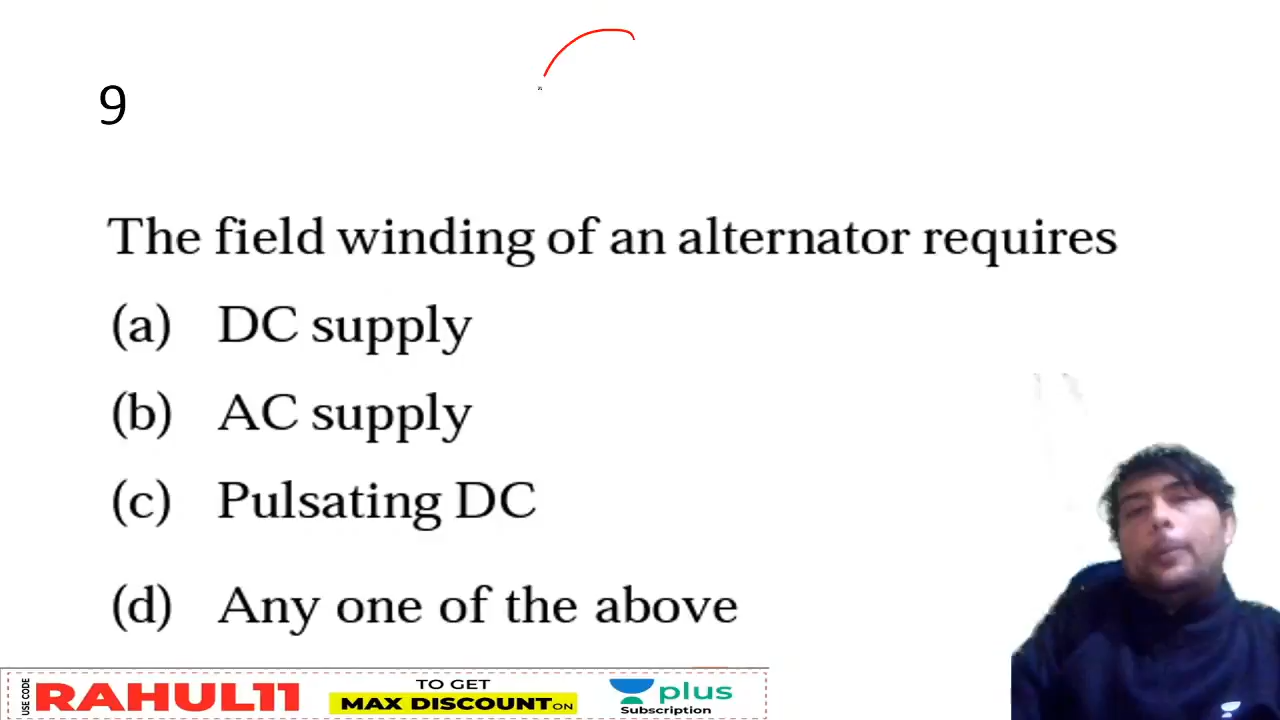 9
The field winding of an alternator requires
(a) DC supply
(b) AC supply
(c) Pulsating DC
(d) Any one of the above
USE CODE
RAHUL11
TO GET
MAX DISCOUNT ON
plus
Subscription